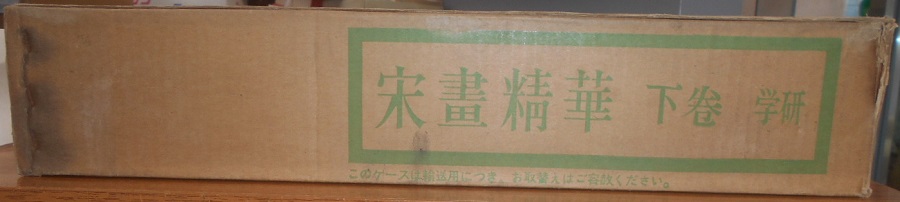 宋畫精華 下巻 学研
このケースは輸送用につき、お取替えはご容赦ください。